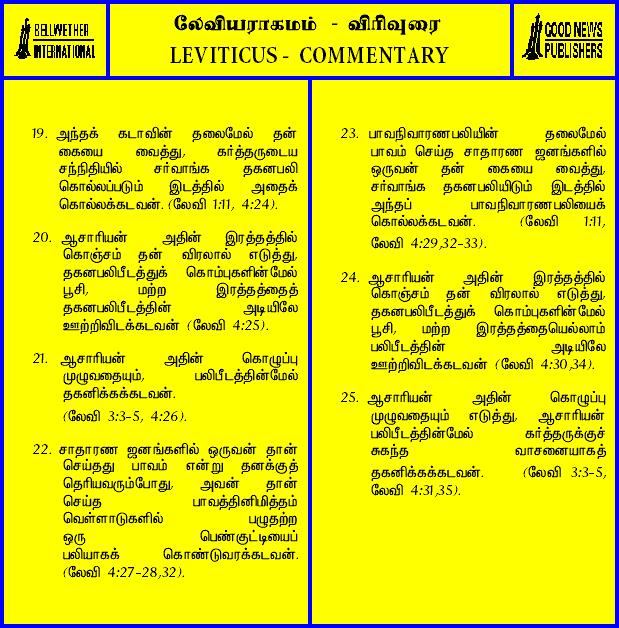 BELLWETHER
INTERNATIONAL
லேவியராகமம் - விரிவுரை
LEVITICUS - COMMENTARY
GOOD NEWS
PUBLISHERS
19. அந்தக் கடாவின் தலைமேல் தன்
கையை வைத்து, கர்த்தருடைய
சந்நிதியில் சர்வாங்க தகனபலி
கொல்லப்படும் இடத்தில் அதைக்
கொல்லக்கடவன். (லேவி 1:11, 4:24).
20. ஆசாரியன் அதின் இரத்தத்தில்
கொஞ்சம் தன் விரலால் எடுத்து,
தகனபலிபீடத்துக் கொம்புகளின்மேல்
பூசி, மற்ற இரத்தத்தைத்
தகனபலிபீடத்தின் அடியிலே
ஊற்றிவிடக்கடவன் (லேவி 4:25).
21. ஆசாரியன் அதின் கொழுப்பு
முழுவதையும், பலிபீடத்தின்மேல்
தகனிக்கக்கடவன்.
(லேவி 3:3-5, 4:26).
22. சாதாரண ஜனங்களில் ஒருவன் தான்
செய்தது பாவம் என்று தனக்குத்
தெரியவரும்போது, அவன் தான்
செய்த பாவத்தினிமித்தம்
வெள்ளாடுகளில் பழுதற்ற
ஒரு பெண்குட்டியைப்
பலியாகக் கொண்டுவரக்கடவன்.
(லேவி 4:27-28,32).
23. பாவநிவாரணபலியின் தலைமேல்
பாவம் செய்த சாதாரண ஜனங்களில்
ஒருவன் தன் கையை வைத்து,
சர்வாங்க தகனபலியிடும் இடத்தில்
அந்தப் பாவநிவாரணபலியைக்
கொல்லக்கடவன். (லேவி 1:11,
லேவி 4:29,32-33).
24. ஆசாரியன் அதின் இரத்தத்தில்
கொஞ்சம் தன் விரலால் எடுத்து,
தகனபலிபீடத்துக் கொம்புகளின்மேல்
பூசி, மற்ற இரத்தத்தையெல்லாம்
பலிபீடத்தின் அடியிலே
ஊற்றிவிடக்கடவன் (லேவி 4:30,34).
25. ஆசாரியன் அதின் கொழுப்பு
முழுவதையும் எடுத்து, ஆசாரியன்
பலிபீடத்தின்மேல் கர்த்தருக்குச்
சுகந்த வாசனையாகத்
தகனிக்கக்கடவன். (லேவி 3:3-5,
லேவி 4:31,35).